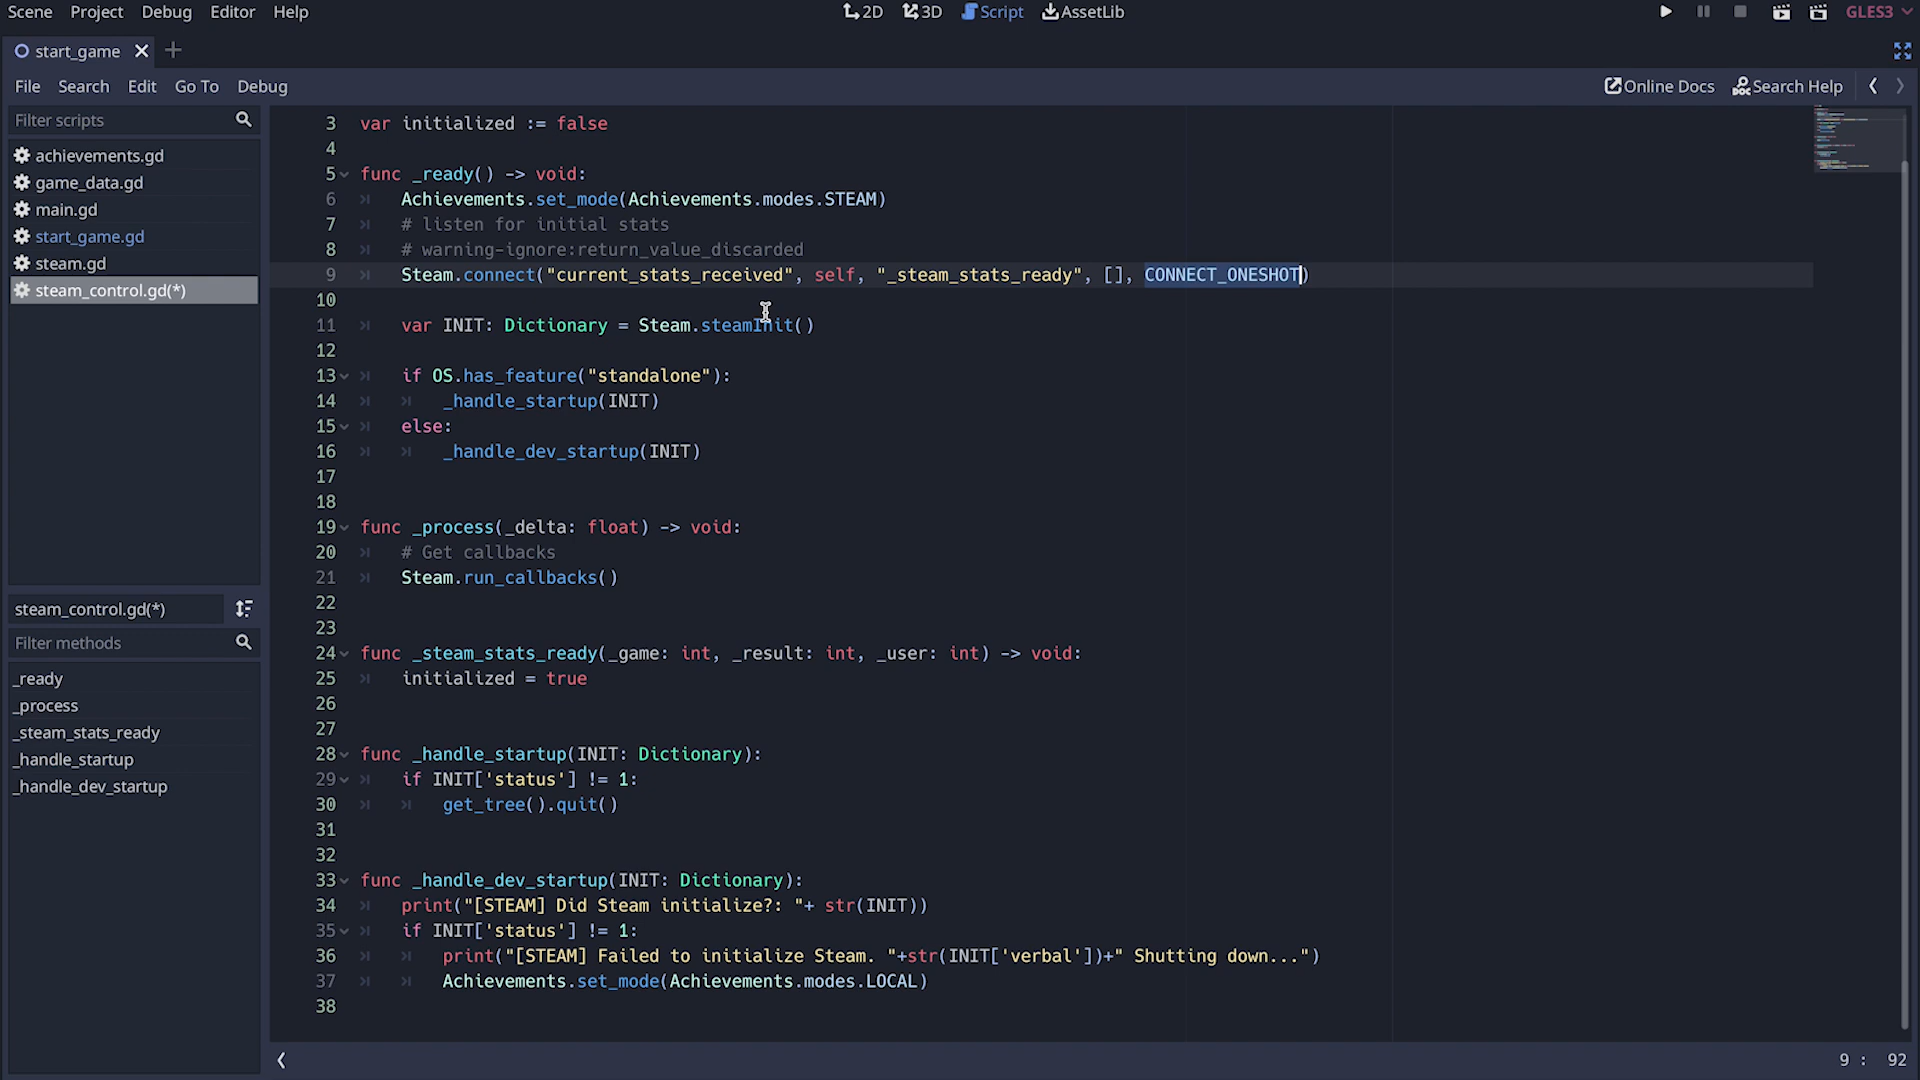 Scene Project Debug Editor Help 2D 3D Script AssetLib GLES3
start_game
File Search Edit Go To Debug Online Docs Search Help
Filter scripts
achievements.gd
game_data.gd
main.gd
start_game.gd
steam.gd
steam_control.gd(*)
steam_control.gd(*)
Filter methods
_ready
_process
_steam_stats_ready
_handle_startup
_handle_dev_startup
3 var initialized := false
4
5 func _ready() -> void:
6 Achievements.set_mode(Achievements.modes.STEAM)
7 # listen for initial stats
8 # warning-ignore:return_value_discarded
9 Steam.connect("current_stats_received", self, "_steam_stats_ready", [], CONNECT_ONESHOT)
10
11 var INIT: Dictionary = Steam.steamInit()
12
13 if OS.has_feature("standalone"):
14 _handle_startup(INIT)
15 else:
16 _handle_dev_startup(INIT)
17
18
19 func _process(_delta: float) -> void:
20 # Get callbacks
21 Steam.run_callbacks()
22
23
24 func _steam_stats_ready(_game: int, _result: int, _user: int) -> void:
25 initialized = true
26
27
28 func _handle_startup(INIT: Dictionary):
29 if INIT['status'] != 1:
30 get_tree().quit()
31
32
33 func _handle_dev_startup(INIT: Dictionary):
34 print("[STEAM] Did Steam initialize?: "+ str(INIT))
35 if INIT['status'] != 1:
36 print("[STEAM] Failed to initialize Steam. "+str(INIT['verbal'])+" Shutting down...")
37 Achievements.set_mode(Achievements.modes.LOCAL)
38
9 : 92